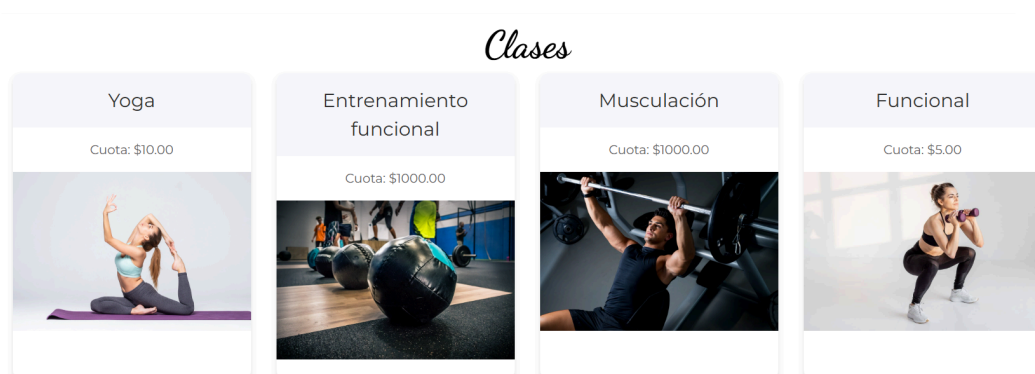 Clases
Yoga
Cuota: $10.00
Entrenamiento
funcional
Cuota: $1000.00
Musculación
Cuota: $1000.00
Funcional
Cuota: $5.00